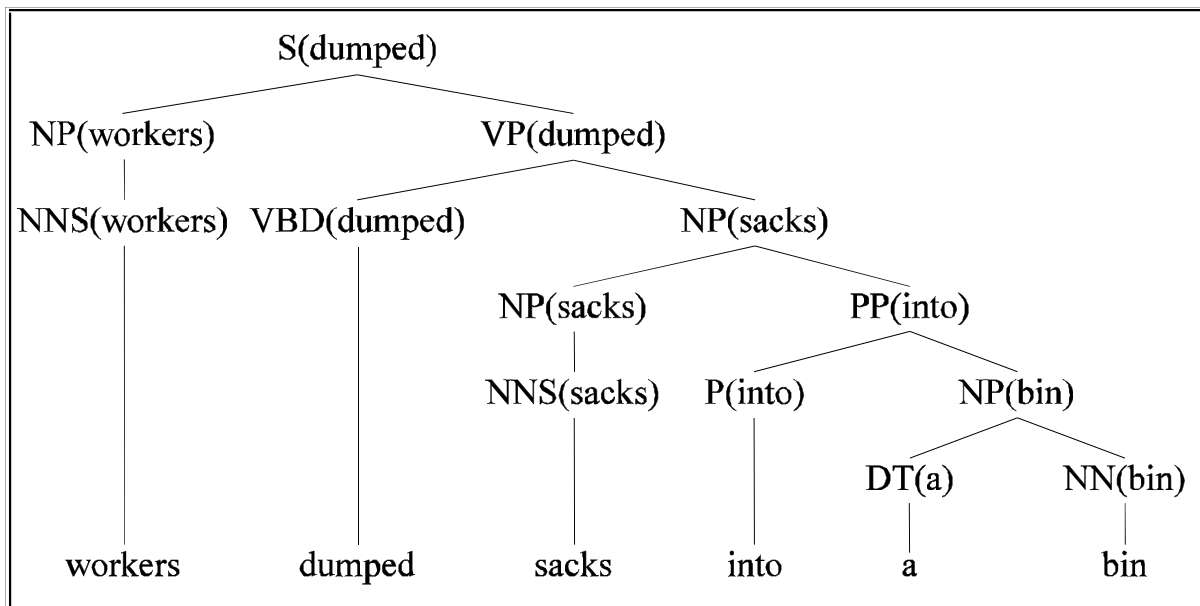 S(dumped)
NP(workers) VP(dumped)
NNS(workers) VBD(dumped) NP(sacks)
NP(sacks) PP(into)
NNS(sacks) P(into) NP(bin)
DT(a) NN(bin)
workers dumped sacks into a bin